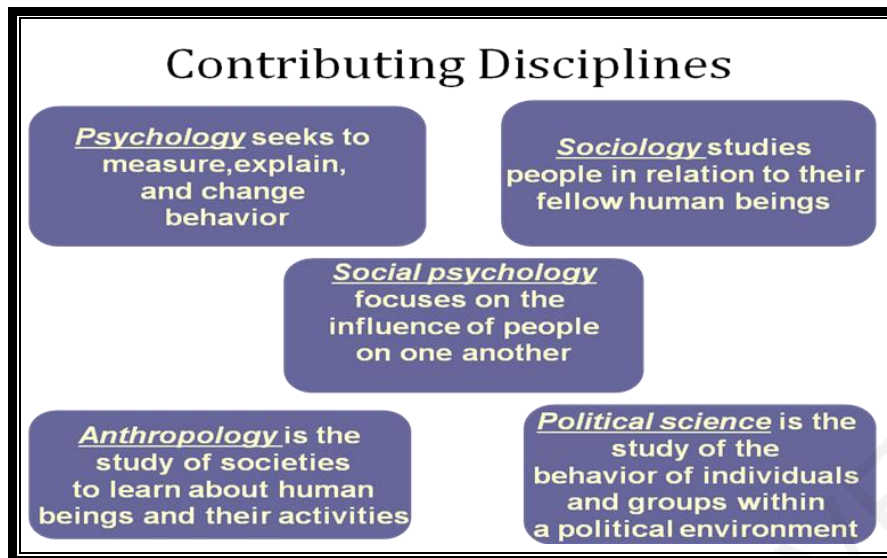 Contributing Disciplines
Psychology seeks to
measure,explain,
and change
behavior
Sociology studies
people in relation to their
fellow human beings
Social psychology
focuses on the
influence of people
on one another
Anthropology is the
study of societies
to learn about human
beings and their activities
Political science is the
study of the
behavior of individuals
and groups within
a political environment